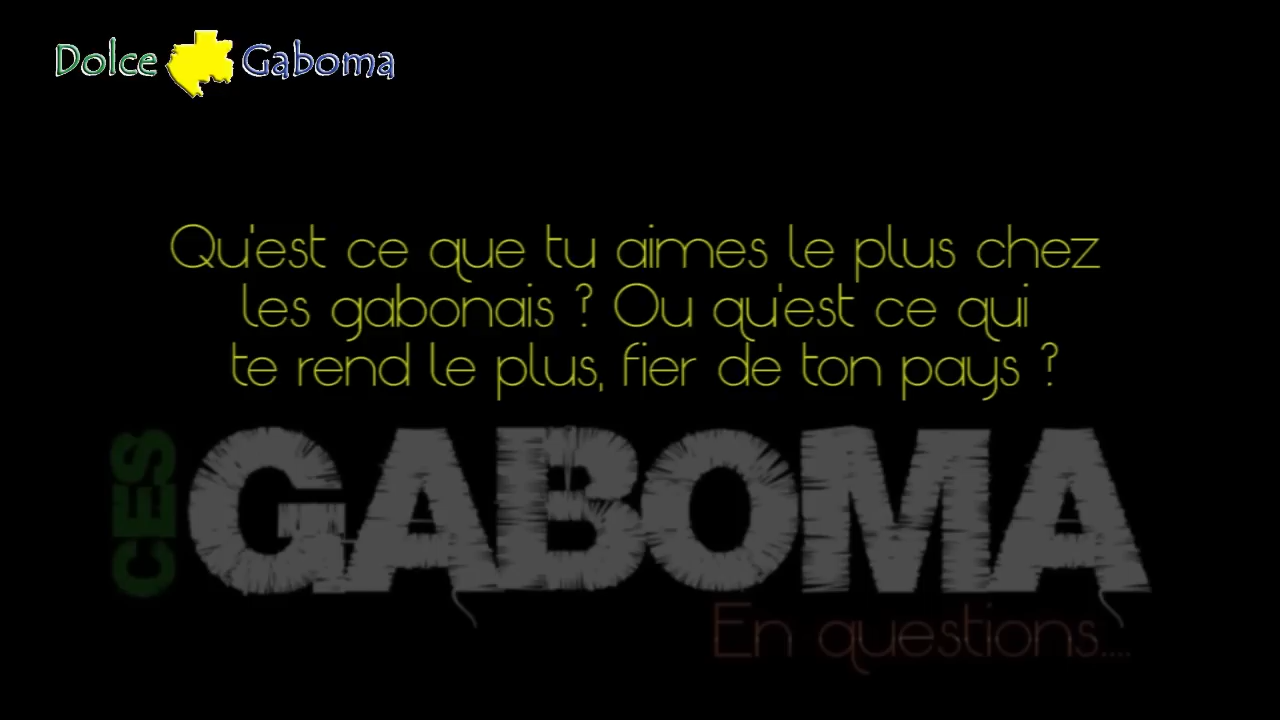 Dolce Gaboma
Qu'est ce que tu aimes le plus chez
les gabonais ? Ou qu'est ce qui
te rend le plus, fier de ton pays ?
CES GABOMA
En questions....